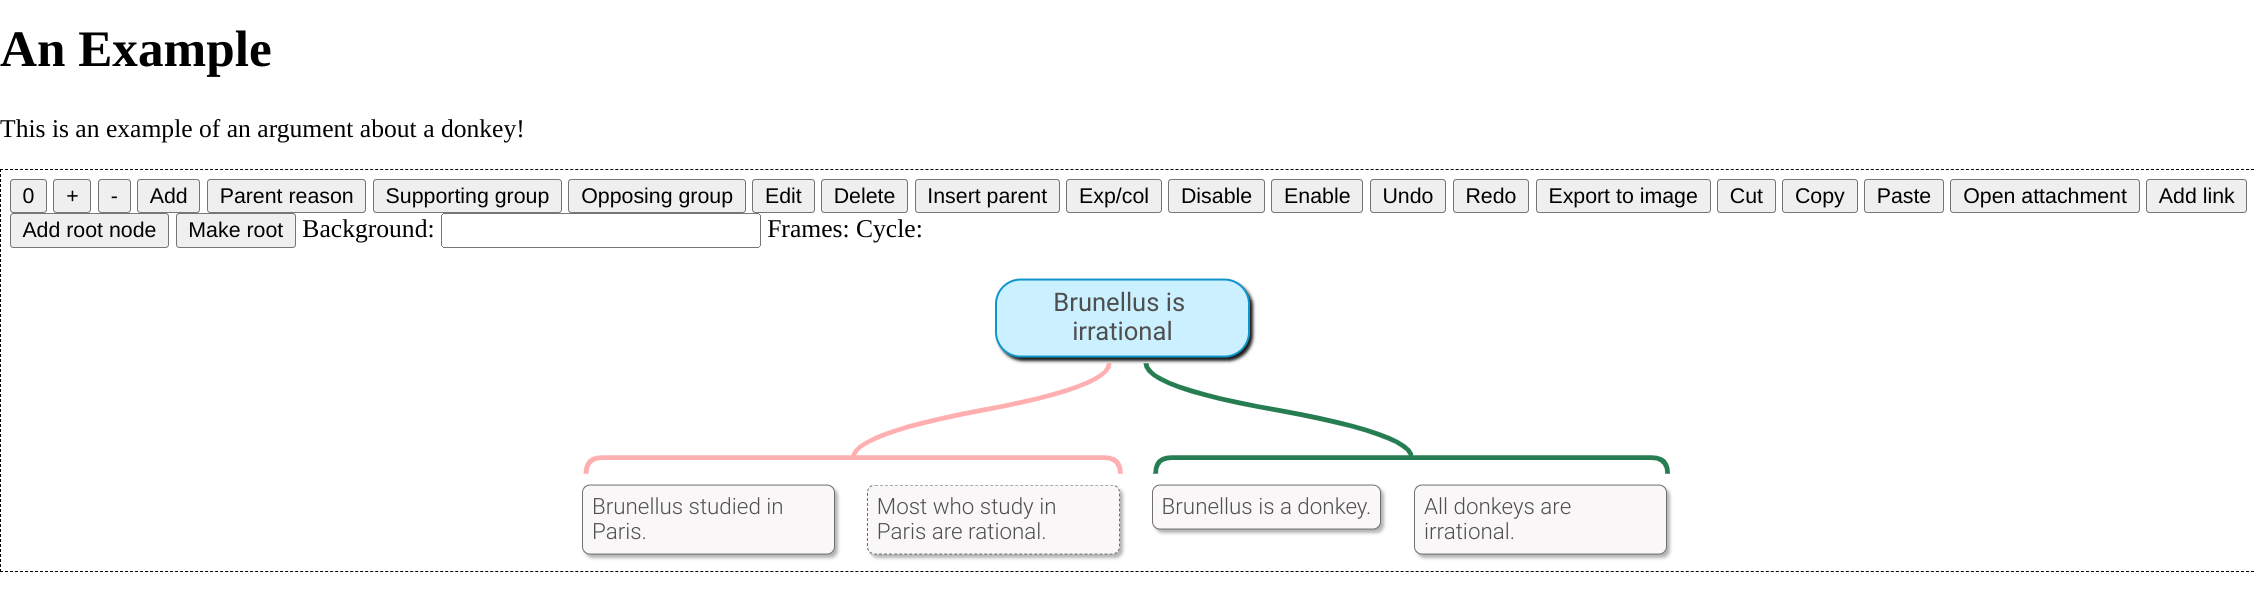 An Example
This is an example of an argument about a donkey!
0 + - Add Parent reason Supporting group Opposing group Edit Delete Insert parent Exp/col Disable Enable Undo Redo Export to image Cut Copy Paste Open attachment Add link
Add root node Make root Background: Frames: Cycle:
Brunellus is
irrational
Brunellus studied in
Paris.
Most who study in
Paris are rational.
Brunellus is a donkey.
All donkeys are
irrational.